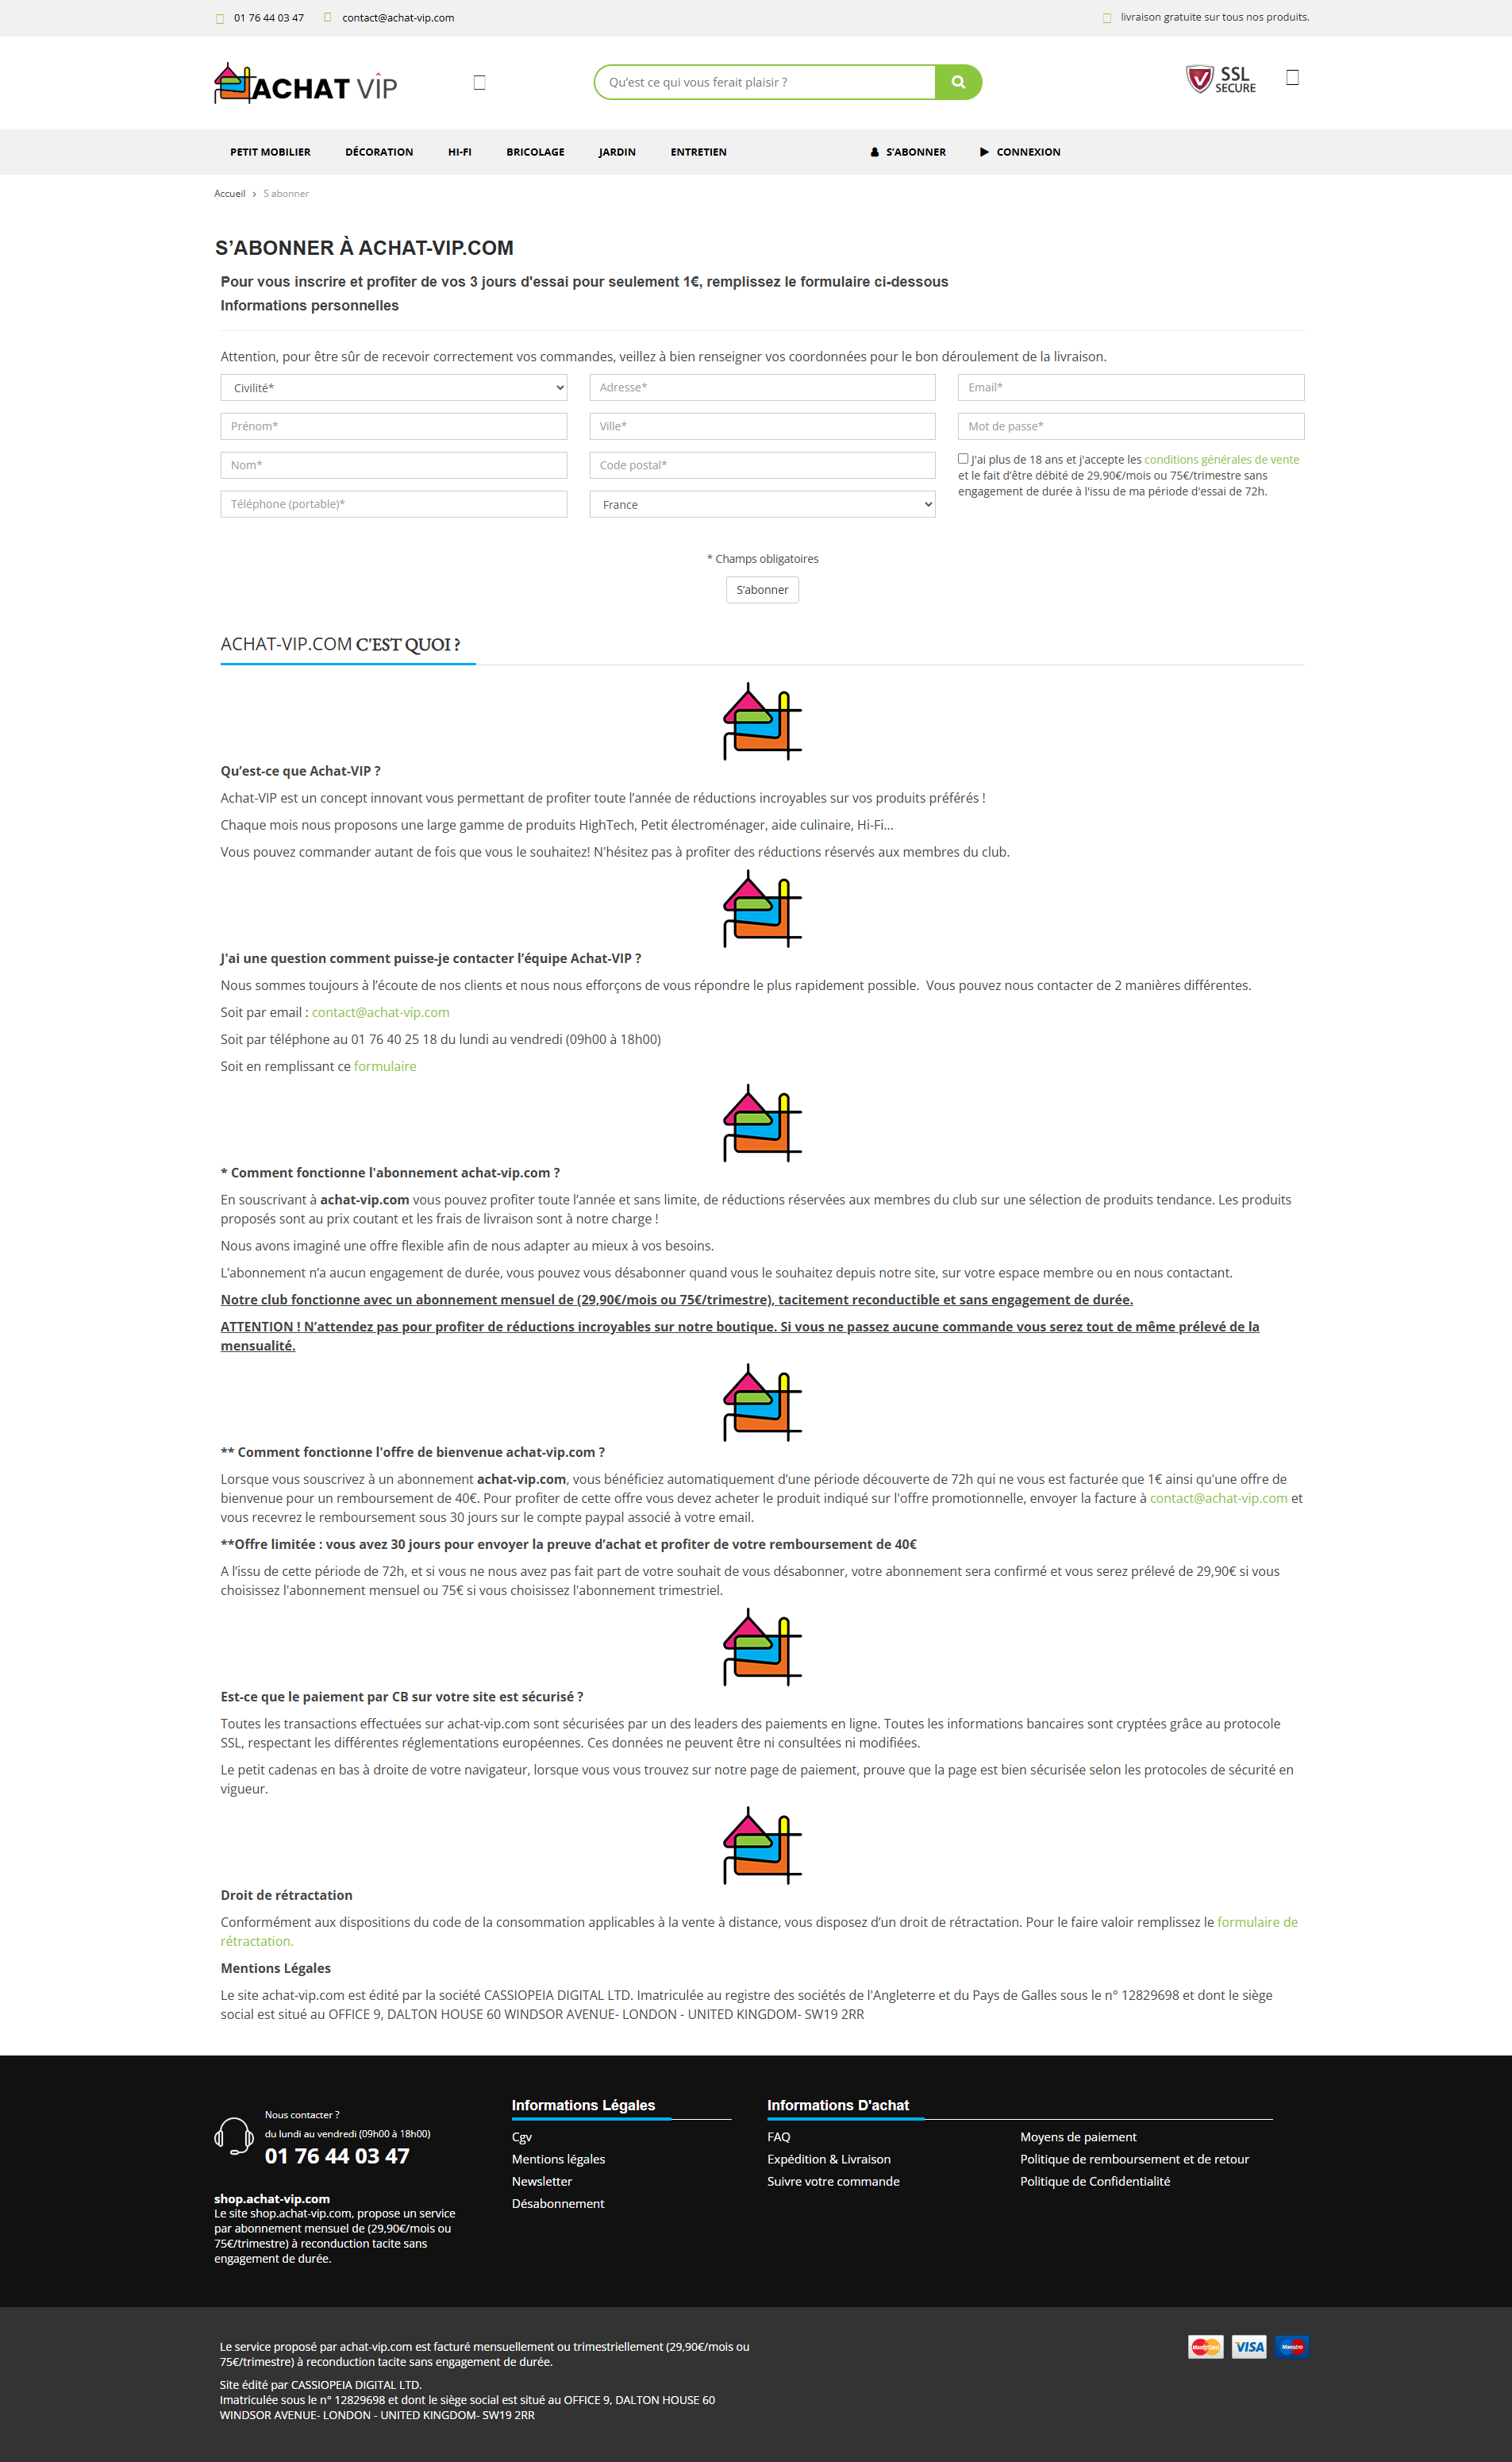 01 76 44 03 47 contact@achat-vip.com livraison gratuite sur tous nos produits.
ACHAT VIP
Qu'est ce qui vous ferait plaisir ?
SSL
SECURE
PETIT MOBILIER DÉCORATION HI-FI BRICOLAGE JARDIN ENTRETIEN S'ABONNER CONNEXION
Accueil > S abonner
S'ABONNER À ACHAT-VIP.COM
Pour vous inscrire et profiter de vos 3 jours d'essai pour seulement 1€, remplissez le formulaire ci-dessous
Informations personnelles
Attention, pour être sûr de recevoir correctement vos commandes, veillez à bien renseigner vos coordonnées pour le bon déroulement de la livraison.
Civilité* Adresse* Email*
Prénom* Ville* Mot de passe*
Nom* Code postal* J'ai plus de 18 ans et j'accepte les conditions générales de vente
et le fait d'être débité de 29,90€/mois ou 75€/trimestre sans
engagement de durée à l'issu de ma période d'essai de 72h.
Téléphone (portable)* France
* Champs obligatoires
S'abonner
ACHAT-VIP.COM C'EST QUOI ?
Qu'est-ce que Achat-VIP ?
Achat-VIP est un concept innovant vous permettant de profiter toute l'année de réductions incroyables sur vos produits préférés !
Chaque mois nous proposons une large gamme de produits HighTech, Petit électroménager, aide culinaire, Hi-Fi...
Vous pouvez commander autant de fois que vous le souhaitez! N'hésitez pas à profiter des réductions réservés aux membres du club.
J'ai une question comment puisse-je contacter l'équipe Achat-VIP ?
Nous sommes toujours à l'écoute de nos clients et nous nous efforçons de vous répondre le plus rapidement possible. Vous pouvez nous contacter de 2 manières différentes.
Soit par email : contact@achat-vip.com
Soit par téléphone au 01 76 40 25 18 du lundi au vendredi (09h00 à 18h00)
Soit en remplissant ce formulaire
* Comment fonctionne l'abonnement achat-vip.com ?
En souscrivant à achat-vip.com vous pouvez profiter toute l'année et sans limite, de réductions réservées aux membres du club sur une sélection de produits tendance. Les produits
proposés sont au prix coutant et les frais de livraison sont à notre charge !
Nous avons imaginé une offre flexible afin de nous adapter au mieux à vos besoins.
L'abonnement n'a aucun engagement de durée, vous pouvez vous désabonner quand vous le souhaitez depuis notre site, sur votre espace membre ou en nous contactant.
Notre club fonctionne avec un abonnement mensuel de (29,90€/mois ou 75€/trimestre), tacitement reconductible et sans engagement de durée.
ATTENTION ! N'attendez pas pour profiter de réductions incroyables sur notre boutique. Si vous ne passez aucune commande vous serez tout de même prélevé de la
mensualité.
** Comment fonctionne l'offre de bienvenue achat-vip.com ?
Lorsque vous souscrivez à un abonnement achat-vip.com, vous bénéficiez automatiquement d'une période découverte de 72h qui ne vous est facturée que 1€ ainsi qu'une offre de
bienvenue pour un remboursement de 40€. Pour profiter de cette offre vous devez acheter le produit indiqué sur l'offre promotionnelle, envoyer la facture à contact@achat-vip.com et
vous recevrez le remboursement sous 30 jours sur le compte paypal associé à votre email.
**Offre limitée : vous avez 30 jours pour envoyer la preuve d'achat et profiter de votre remboursement de 40€
A l'issu de cette période de 72h, et si vous ne nous avez pas fait part de votre souhait de vous désabonner, votre abonnement sera confirmé et vous serez prélevé de 29,90€ si vous
choisissez l'abonnement mensuel ou 75€ si vous choisissez l'abonnement trimestriel.
Est-ce que le paiement par CB sur votre site est sécurisé ?
Toutes les transactions effectuées sur achat-vip.com sont sécurisées par un des leaders des paiements en ligne. Toutes les informations bancaires sont cryptées grâce au protocole
SSL, respectant les différentes réglementations européennes. Ces données ne peuvent être ni consultées ni modifiées.
Le petit cadenas en bas à droite de votre navigateur, lorsque vous vous trouvez sur notre page de paiement, prouve que la page est bien sécurisée selon les protocoles de sécurité en
vigueur.
Droit de rétractation
Conformément aux dispositions du code de la consommation applicables à la vente à distance, vous disposez d'un droit de rétractation. Pour le faire valoir remplissez le formulaire de
rétractation.
Mentions Légales
Le site achat-vip.com est édité par la société CASSIOPEIA DIGITAL LTD. Imatriculée au registre des sociétés de l'Angleterre et du Pays de Galles sous le n° 12829698 et dont le siège
social est situé au OFFICE 9, DALTON HOUSE 60 WINDSOR AVENUE- LONDON - UNITED KINGDOM- SW19 2RR
Nous contacter ?
du lundi au vendredi (09h00 à 18h00)
01 76 44 03 47
shop.achat-vip.com
Le site shop.achat-vip.com, propose un service
par abonnement mensuel de (29,90€/mois ou
75€/trimestre) à reconduction tacite sans
engagement de durée.
Informations Légales
Cgv
Mentions légales
Newsletter
Désabonnement
Informations D'achat
FAQ
Expédition & Livraison
Suivre votre commande
Moyens de paiement
Politique de remboursement et de retour
Politique de Confidentialité
Le service proposé par achat-vip.com est facturé mensuellement ou trimestriellement (29,90€/mois ou
75€/trimestre) à reconduction tacite sans engagement de durée.
Site édité par CASSIOPEIA DIGITAL LTD.
Imatriculée sous le n° 12829698 et dont le siège social est situé au OFFICE 9, DALTON HOUSE 60
WINDSOR AVENUE- LONDON - UNITED KINGDOM- SW19 2RR
MasterCard VISA Maestro